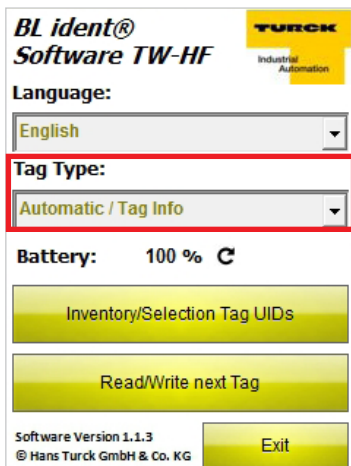 BL ident®
Software TW-HF
TURCK
Industrial
Automation
Language:
English
Tag Type:
Automatic / Tag Info
Battery: 100 %
Inventory/Selection Tag UIDs
Read/Write next Tag
Software Version 1.1.3
© Hans Turck GmbH & Co. KG
Exit